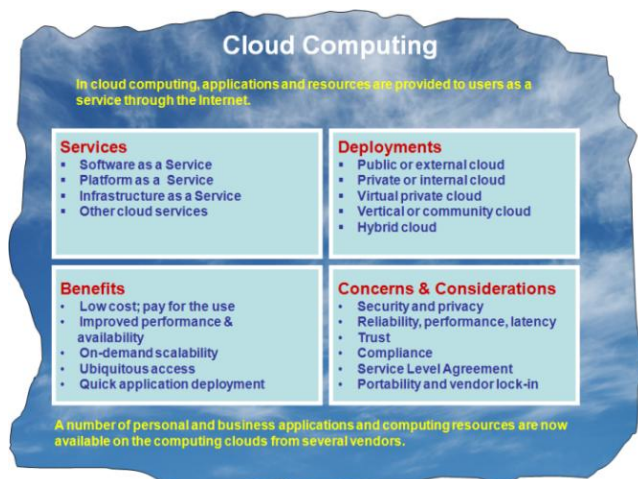 Cloud Computing
In cloud computing, applications and resources are provided to users as a
service through the Internet.
Services
▪ Software as a Service
▪ Platform as a Service
▪ Infrastructure as a Service
▪ Other cloud services
Deployments
▪ Public or external cloud
▪ Private or internal cloud
▪ Virtual private cloud
▪ Vertical or community cloud
▪ Hybrid cloud
Benefits
• Low cost; pay for the use
• Improved performance &
availability
• On-demand scalability
• Ubiquitous access
• Quick application deployment
Concerns & Considerations
• Security and privacy
• Reliability, performance, latency
• Trust
• Compliance
• Service Level Agreement
• Portability and vendor lock-in
A number of personal and business applications and computing resources are now
available on the computing clouds from several vendors.